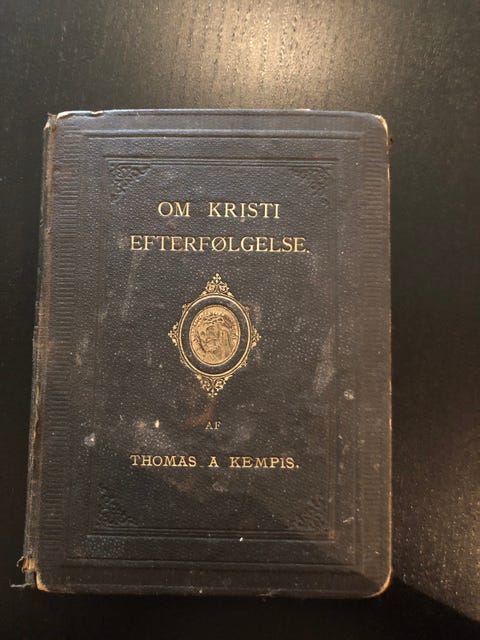 OM KRISTI
EFTERFØLGELSE.
AF
THOMAS A KEMPIS.